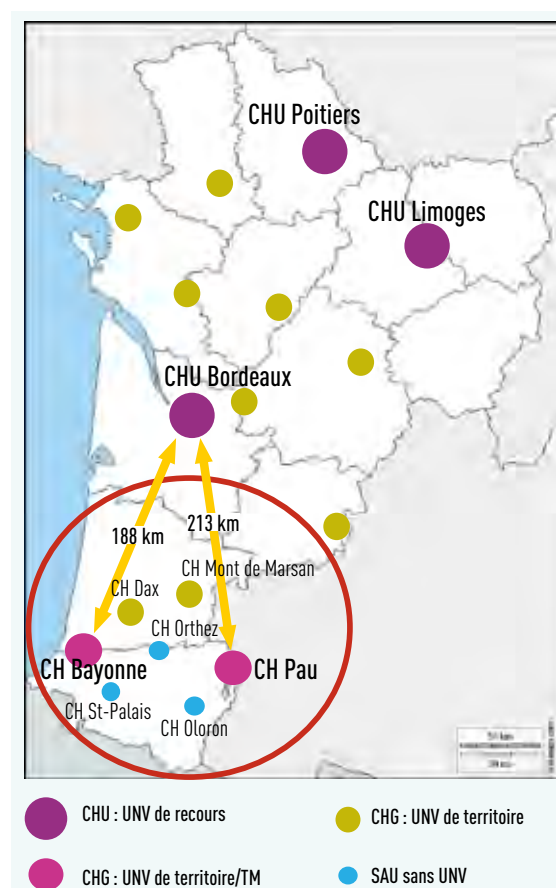 CHU Poitiers
CHU Limoges
CHU Bordeaux
188 km
213 km
CH Mont de Marsan
CH Dax
CH Orthez
CH Bayonne
CH Pau
CH St-Palais
CH Oloron
CHU : UNV de recours
CHG : UNV de territoire
CHG : UNV de territoire/TM
SAU sans UNV